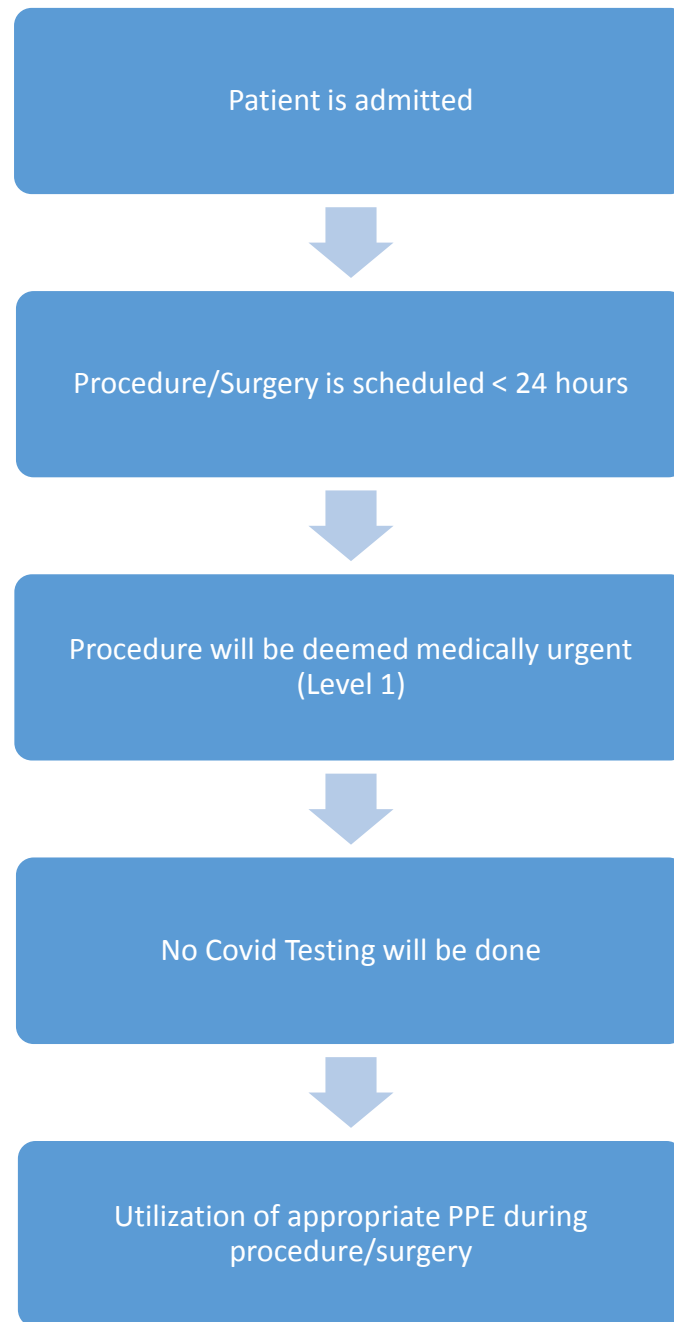 Patient is admitted
Procedure/Surgery is scheduled < 24 hours
Procedure will be deemed medically urgent
(Level 1)
No Covid Testing will be done
Utilization of appropriate PPE during
procedure/surgery